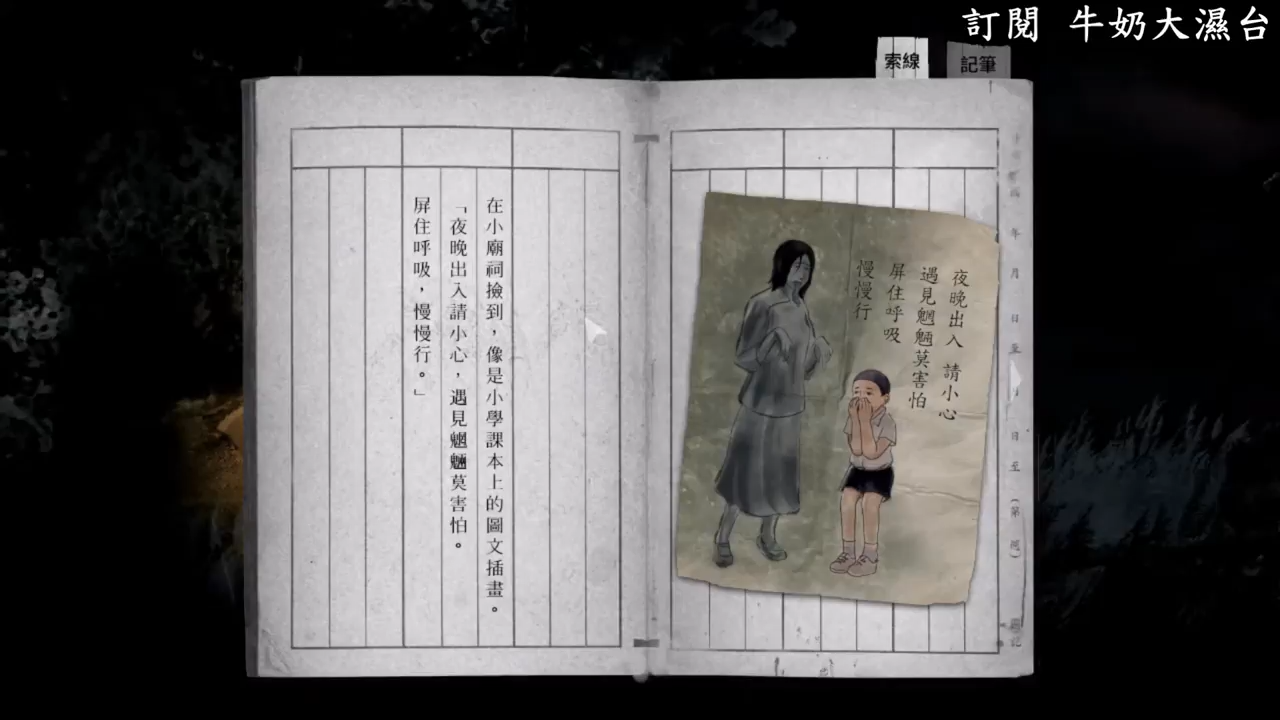 訂閱 牛奶大濕台
索線
記筆
在小廟祠撿到，像是小學課本上的圖文插畫。
「夜晚出入請小心，遇見魍魎莫害怕。
屏住呼吸，慢慢行。」
夜晚出入 請小心
遇見魍魎莫害怕
屏住呼吸
慢慢行